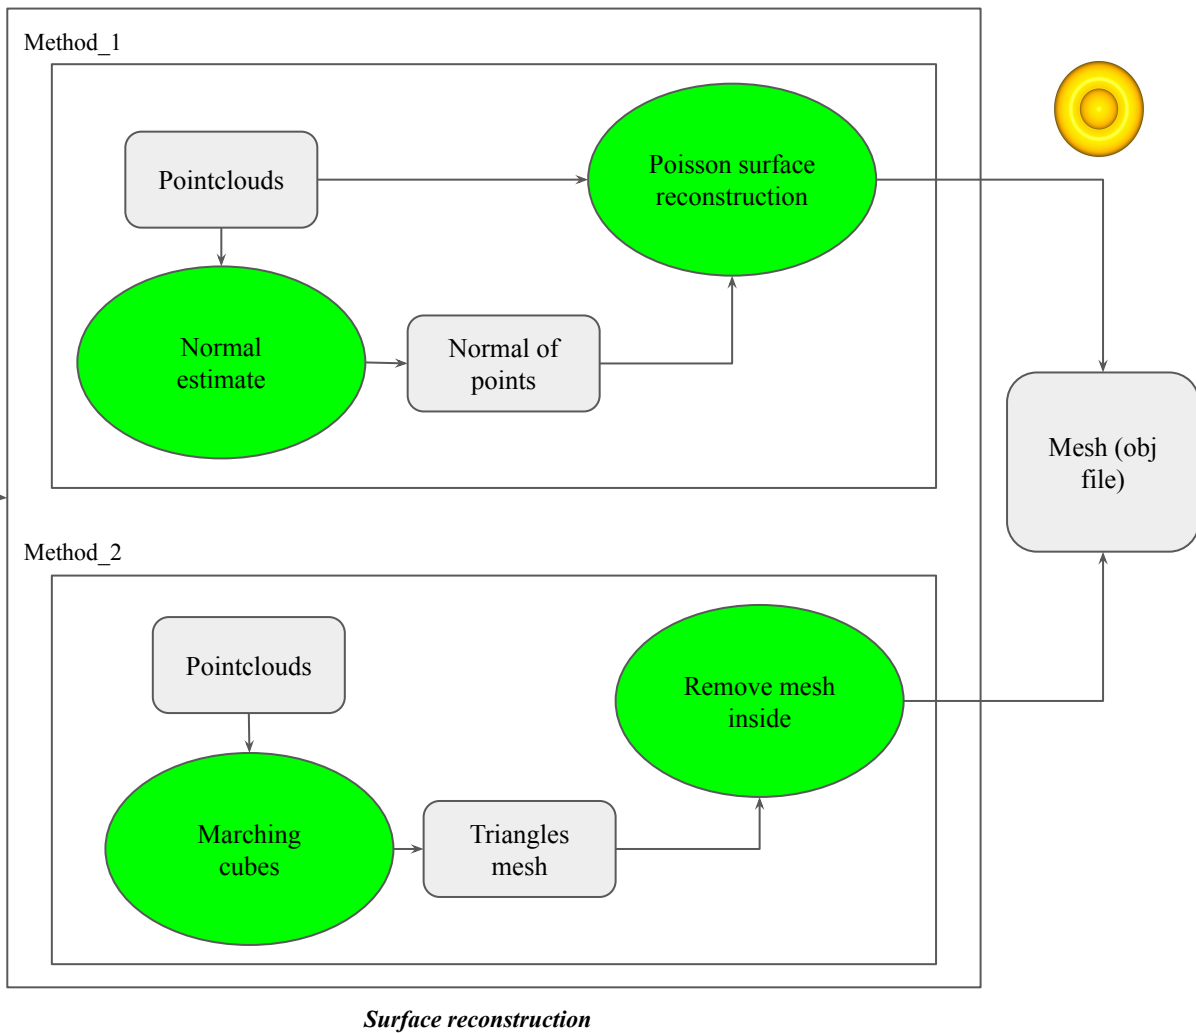 Method_1
Pointclouds
Poisson surface
reconstruction
Normal
estimate
Normal of
points
Mesh (obj
file)
Method_2
Pointclouds
Remove mesh
inside
Marching
cubes
Triangles
mesh
Surface reconstruction